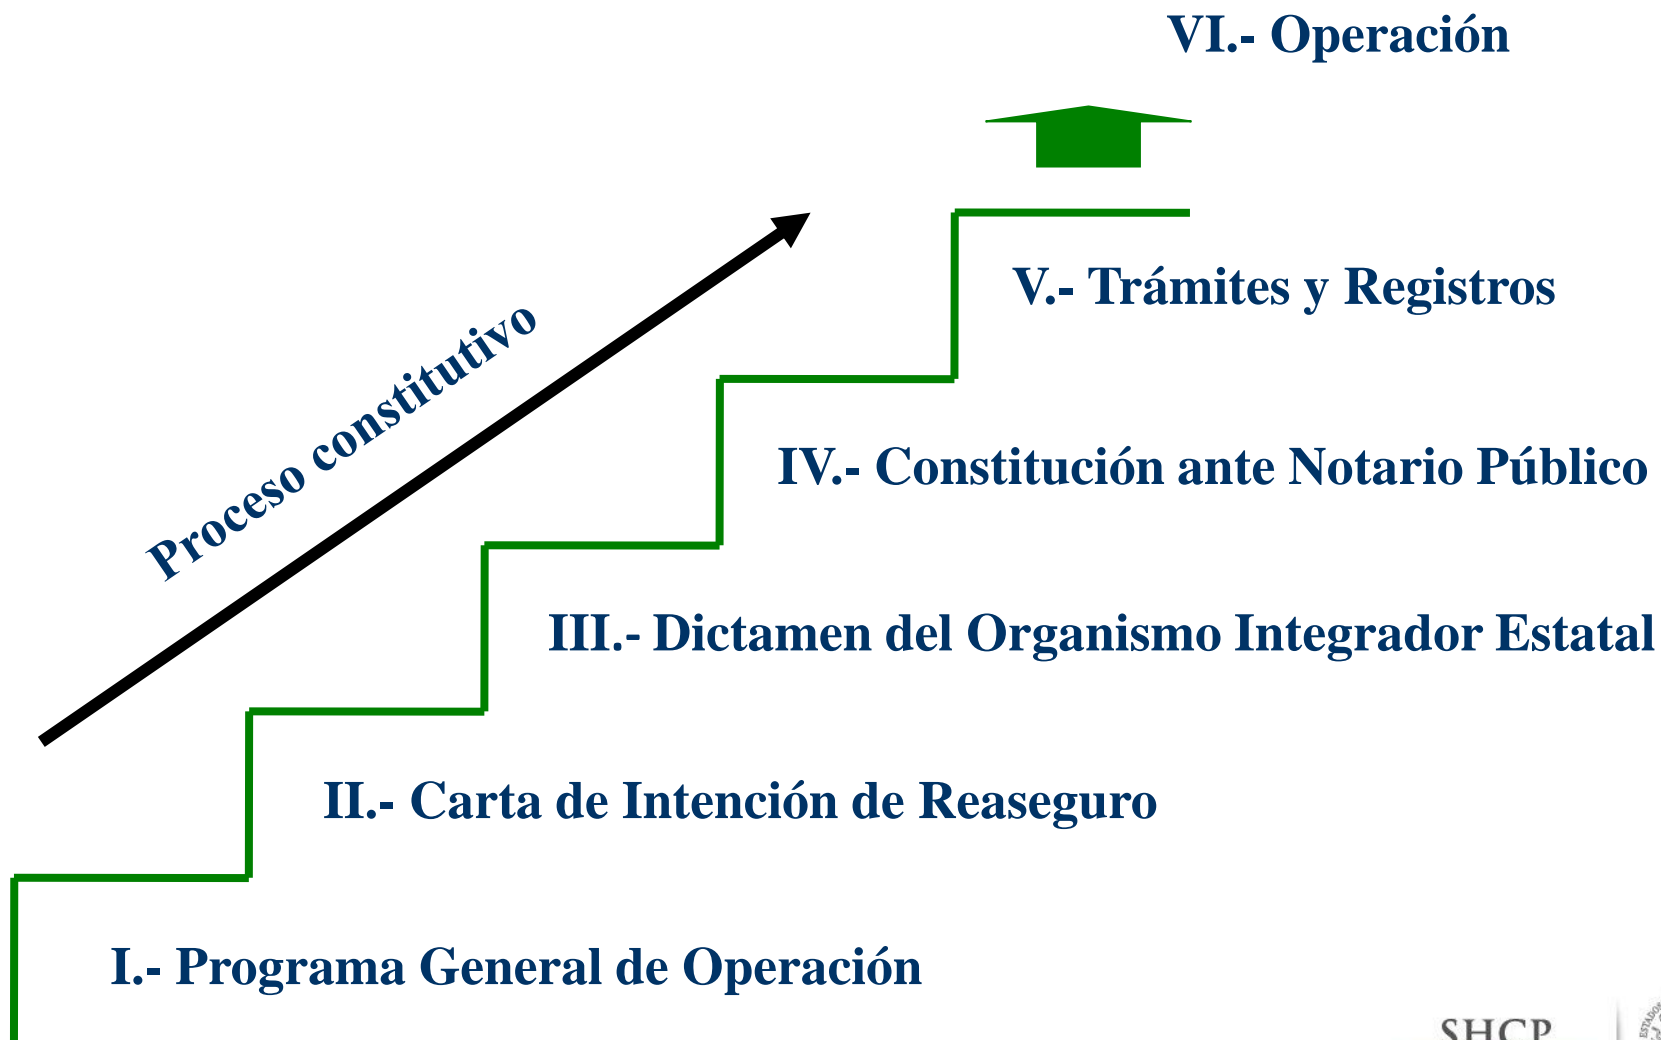 VI.- Operación
V.- Trámites y Registros
Proceso constitutivo
IV.- Constitución ante Notario Público
III.- Dictamen del Organismo Integrador Estatal
II.- Carta de Intención de Reaseguro
I.- Programa General de Operación
SHCP